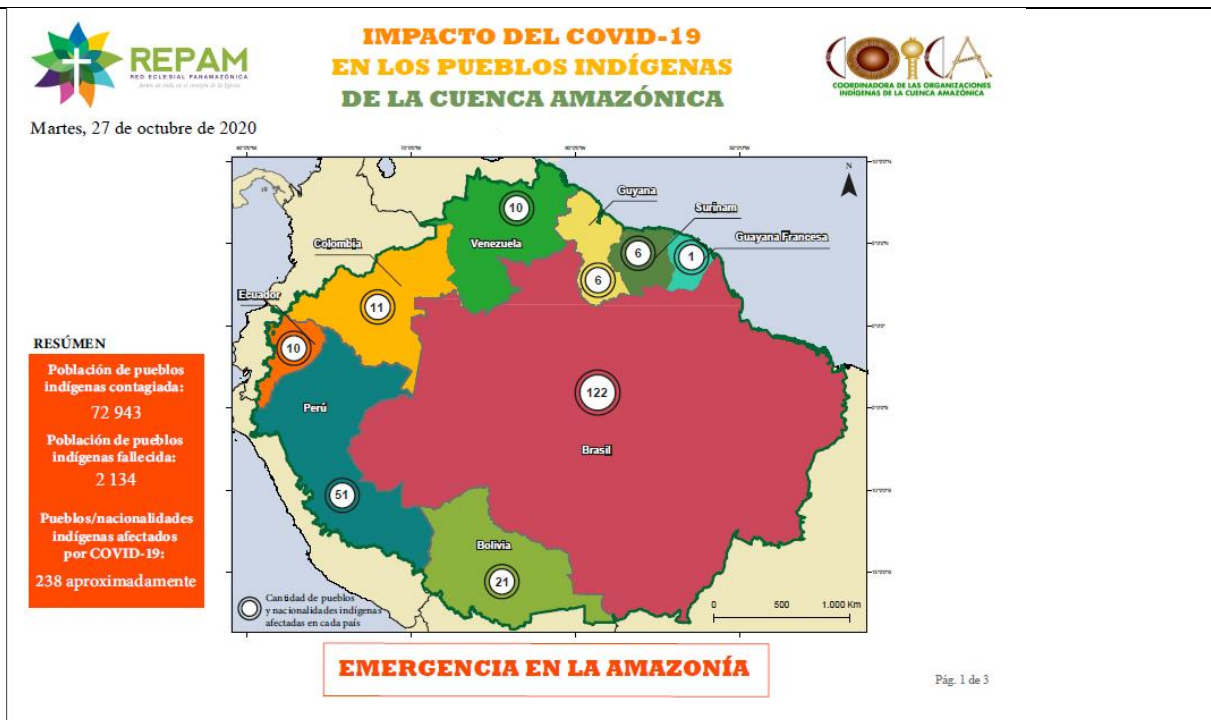 REPAM
RED ECLESIAL PANAMAZÓNICA
IMPACTO DEL COVID-19
EN LOS PUEBLOS INDÍGENAS
DE LA CUENCA AMAZÓNICA
COICA
COORDINADORA DE LAS ORGANIZACIONES
INDÍGENAS DE LA CUENCA AMAZÓNICA
Martes, 27 de octubre de 2020
N
Guyana
10
Surinam
Colombia
Venezuela
Guayana Francesa
6
1
6
Ecuador
11
10
RESÚMEN
Población de pueblos
indígenas contagiada:
72 943
Población de pueblos
indígenas fallecida:
2 134
Pueblos/nacionalidades
indígenas afectados
por COVID-19:
238 aproximadamente
122
Perú
Brasil
51
Bolivia
21
Cantidad de pueblos
y nacionalidades indígenas
afectadas en cada país
0 500 1.000 Km
EMERGENCIA EN LA AMAZONÍA
Pág. 1 de 3